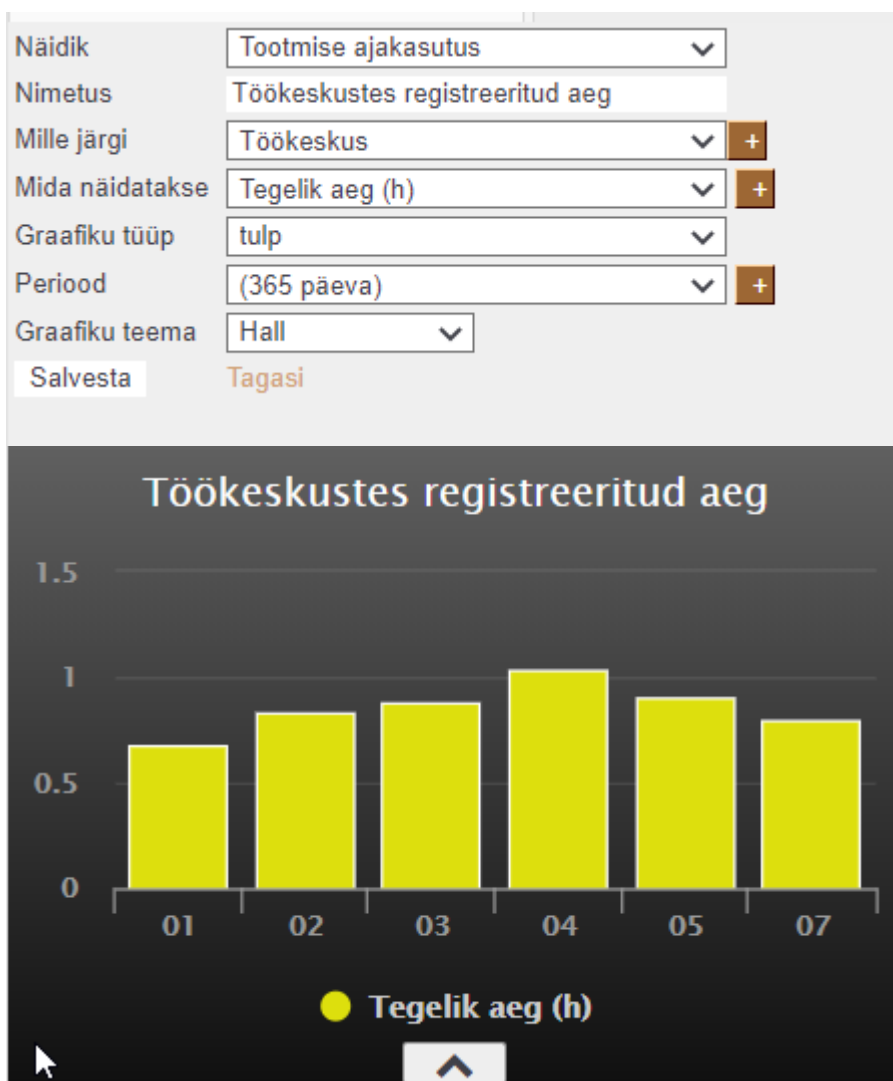 Näidik Tootmise ajakasutus
Nimetus Töökeskustes registreeritud aeg
Mille järgi Töökeskus +
Mida näidatakse Tegelik aeg (h) +
Graafiku tüüp tulp
Periood (365 päeva) +
Graafiku teema Hall
Salvesta Tagasi
Töökeskustes registreeritud aeg
1.5
1
0.5
0
01 02 03 04 05 07
Tegelik aeg (h)